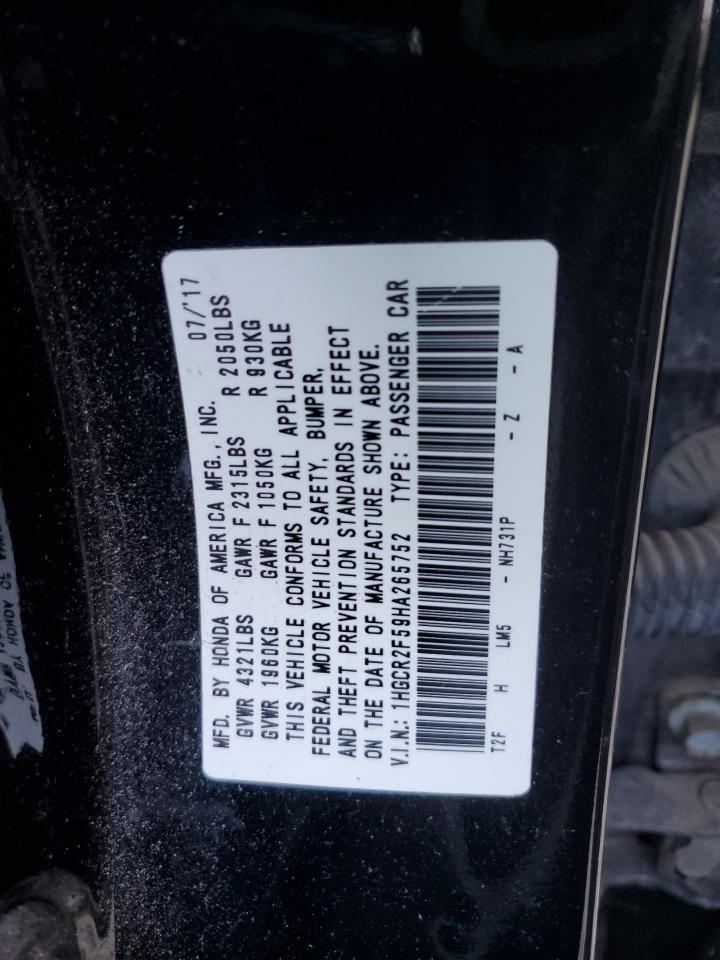 MFD. BY HONDA OF AMERICA MFG., INC. 07/'17
GVWR 4321LBS GAWR F 2315LBS R 2050LBS
GVWR 1960KG GAWR F 1050KG R 930KG
THIS VEHICLE CONFORMS TO ALL APPLICABLE
FEDERAL MOTOR VEHICLE SAFETY, BUMPER,
AND THEFT PREVENTION STANDARDS IN EFFECT
ON THE DATE OF MANUFACTURE SHOWN ABOVE.
V.I.N.: 1HGCR2F59HA265752 TYPE: PASSENGER CAR
T2F H LM5 - NH731P - Z - A